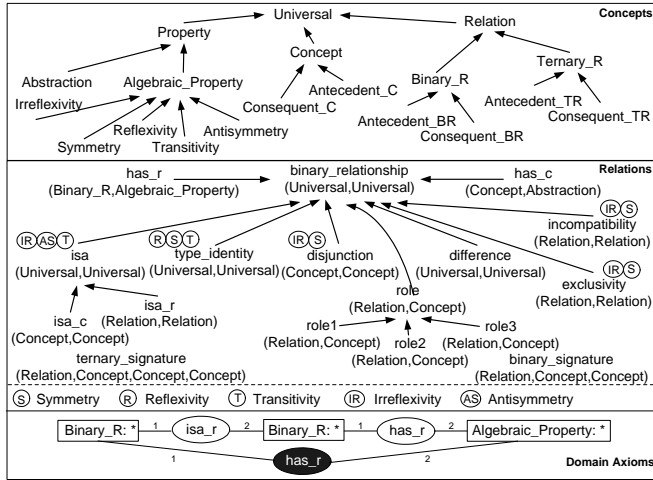 Universal Concepts
Property Relation
Concept
Ternary_R
Abstraction Algebraic_Property Binary_R
Irreflexivity Antecedent_C Antecedent_TR
Consequent_C
Reflexivity Antisymmetry Antecedent_BR Consequent_TR
Symmetry Transitivity Consequent_BR
has_r binary_relationship has_c Relations
(Binary_R,Algebraic_Property) (Universal,Universal) (Concept,Abstraction)
IR S
incompatibility
IR AS T R S T IR S (Relation,Relation)
isa type_identity disjunction difference
(Universal,Universal) (Universal,Universal) (Concept,Concept) (Universal,Universal) IR S
role exclusivity
isa_r (Relation,Concept) (Relation,Relation)
isa_c (Relation,Relation)
(Concept,Concept) role1 role3
(Relation,Concept) role2 (Relation,Concept)
ternary_signature (Relation,Concept) binary_signature
(Relation,Concept,Concept,Concept) (Relation,Concept,Concept)
S Symmetry R Reflexivity T Transitivity IR Irreflexivity AS Antisymmetry
Binary_R: * 1 isa_r 2 Binary_R: * 1 has_r 2 Algebraic_Property: *
1 has_r 2 Domain Axioms